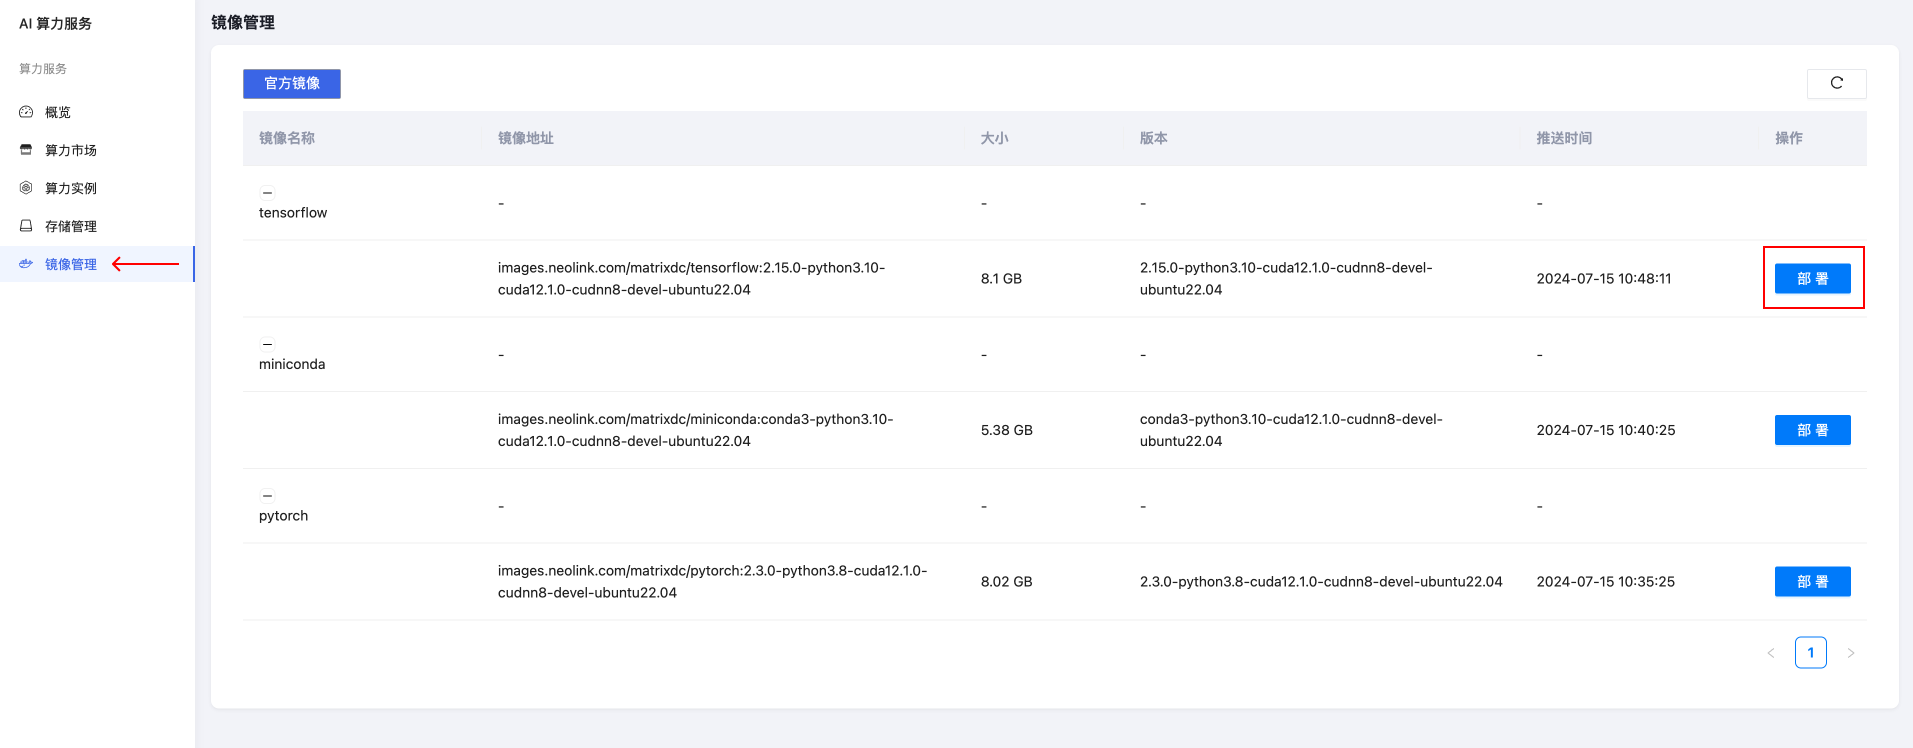 AI 算力服务
算力服务
概览
算力市场
算力实例
存储管理
镜像管理
镜像管理
官方镜像
镜像名称 镜像地址 大小 版本 推送时间 操作
tensorflow - - - -
images.neolink.com/matrixdc/tensorflow:2.15.0-python3.10-
cuda12.1.0-cudnn8-devel-ubuntu22.04
8.1 GB
2.15.0-python3.10-cuda12.1.0-cudnn8-devel-
ubuntu22.04
2024-07-15 10:48:11
部 署
miniconda - - - -
images.neolink.com/matrixdc/miniconda:conda3-python3.10-
cuda12.1.0-cudnn8-devel-ubuntu22.04
5.38 GB
conda3-python3.10-cuda12.1.0-cudnn8-devel-
ubuntu22.04
2024-07-15 10:40:25
部 署
pytorch - - - -
images.neolink.com/matrixdc/pytorch:2.3.0-python3.8-cuda12.1.0-
cudnn8-devel-ubuntu22.04
8.02 GB
2.3.0-python3.8-cuda12.1.0-cudnn8-devel-ubuntu22.04
2024-07-15 10:35:25
部 署
< 1 >